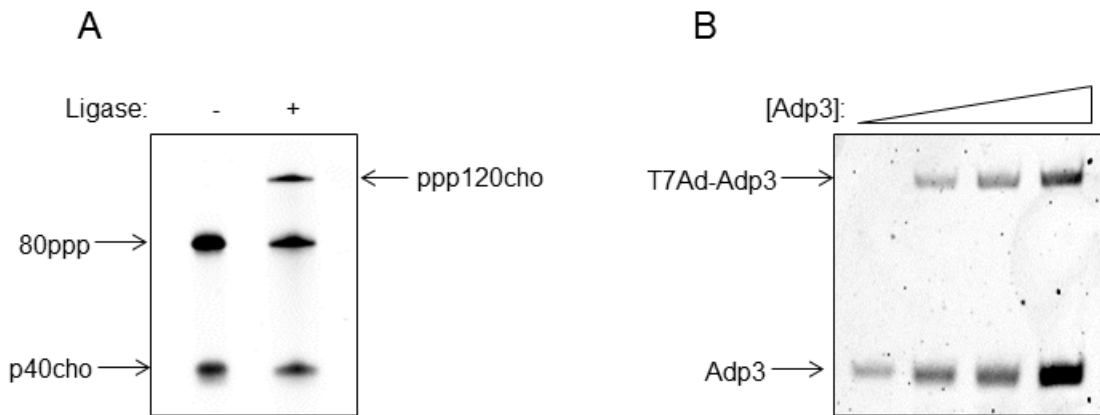 A
Ligase: - +
ppp120cho
80ppp
p40cho
B
[Adp3]:
T7Ad-Adp3
Adp3